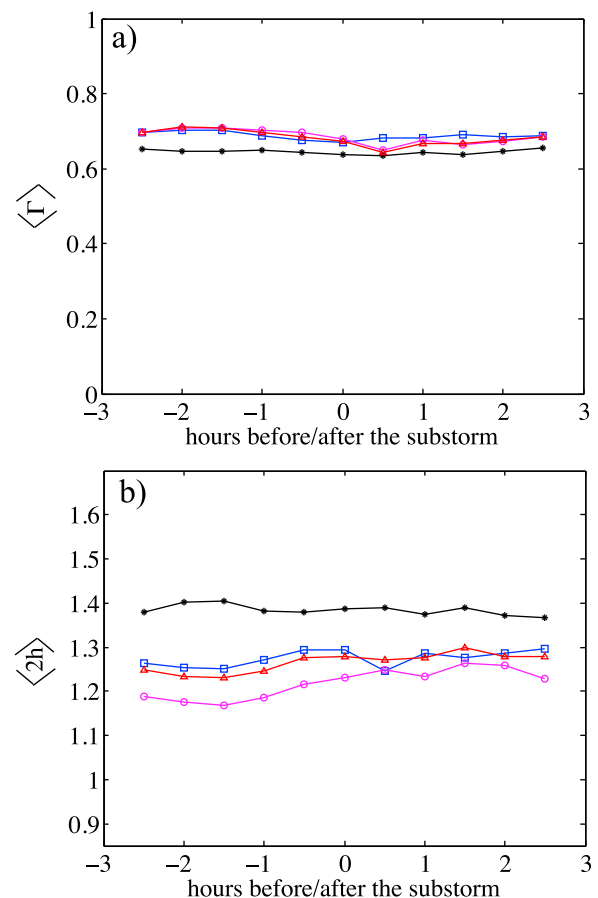 a)
1
0.8
0.6
0.4
0.2
0
⟨Γ⟩
−3 −2 −1 0 1 2 3
hours before/after the substorm
b)
1.6
1.5
1.4
1.3
1.2
1.1
1
0.9
⟨2h⟩
−3 −2 −1 0 1 2 3
hours before/after the substorm